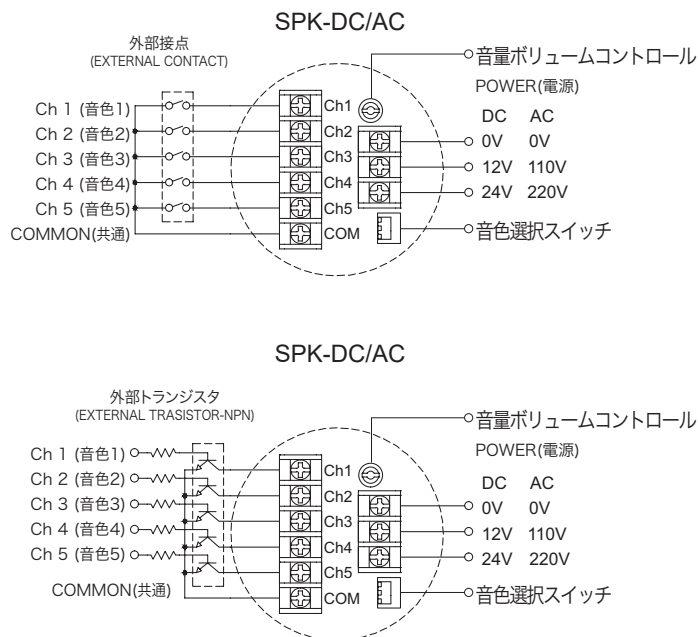 SPK-DC/AC
外部接点
(EXTERNAL CONTACT)
音量ボリュームコントロール
POWER(電源)
DC AC
Ch 1 (音色1) Ch1
Ch 2 (音色2) Ch2 0V 0V
Ch 3 (音色3) Ch3 12V 110V
Ch 4 (音色4) Ch4 24V 220V
Ch 5 (音色5) Ch5
COMMON(共通) COM 音色選択スイッチ
SPK-DC/AC
外部トランジスタ
(EXTERNAL TRASISTOR-NPN)
音量ボリュームコントロール
POWER(電源)
DC AC
Ch 1 (音色1) Ch1
Ch 2 (音色2) Ch2 0V 0V
Ch 3 (音色3) Ch3 12V 110V
Ch 4 (音色4) Ch4 24V 220V
Ch 5 (音色5) Ch5
COMMON(共通) COM 音色選択スイッチ